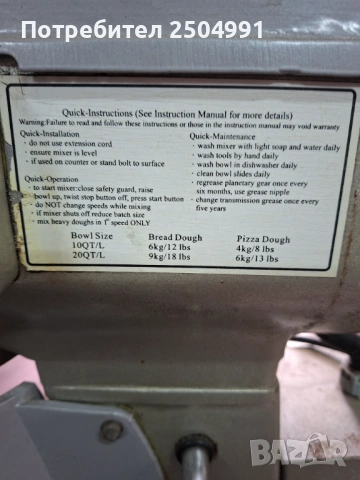 Потребител 2504991
Quick-Instructions (See Instruction Manual for more details)
Warning:Failure to read and follow these instructions or those in the instruction manual may void warranty
Quick-Installation
- do not use extension cord
- ensure mixer is level
- if used on counter or stand bolt to surface
Quick-Operation
- to start mixer:close safety guard, raise
bowl up, twist stop button off, press start button
- do NOT change speeds while mixing
- if mixer shuts off reduce batch size
- mix heavy doughs in 1" speed ONLY
Quick-Maintenance
- wash mixer with light soap and water daily
- wash tools by hand daily
- wash bowl in dishwasher daily
- clean bowl slides daily
- regrease planetary gear once every
six months, use grease nipple
- change transmission grease once every
five years
Bowl Size Bread Dough Pizza Dough
10QT/L 6kg/12 lbs 4kg/8 lbs
20QT/L 9kg/18 lbs 6kg/13 lbs
BAZAR